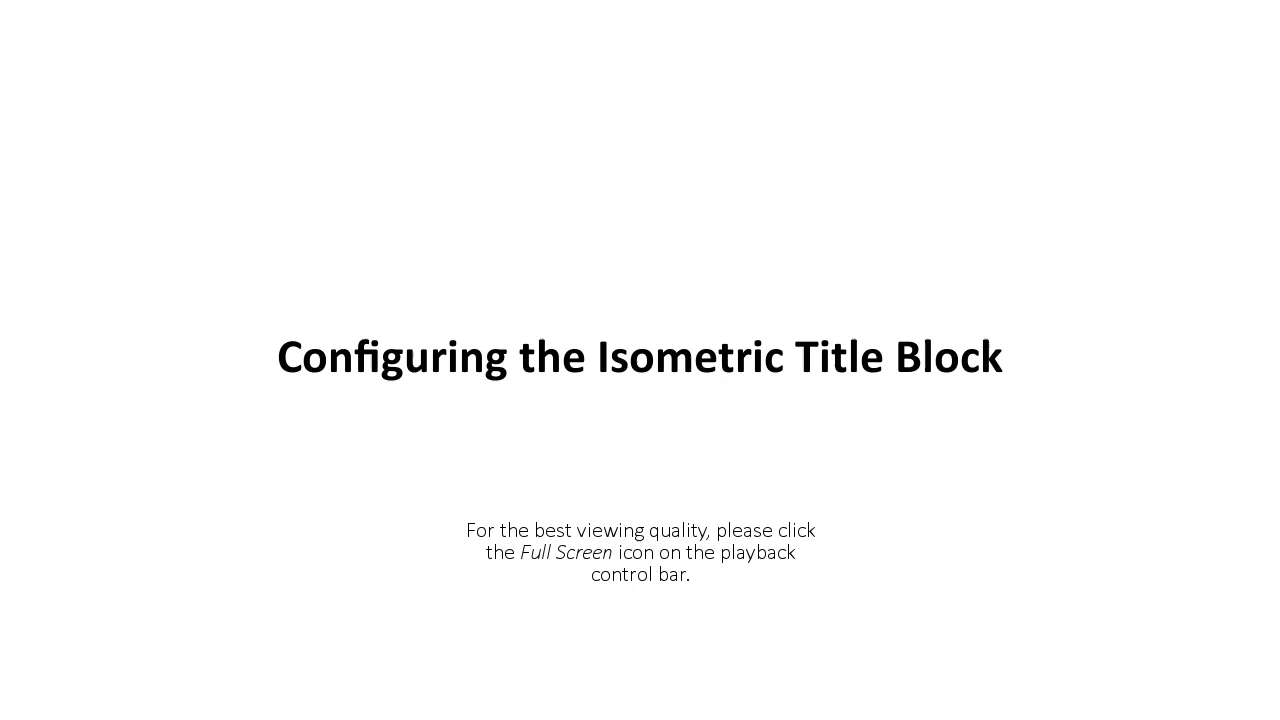 Configuring the Isometric Title Block
For the best viewing quality, please click
the Full Screen icon on the playback
control bar.